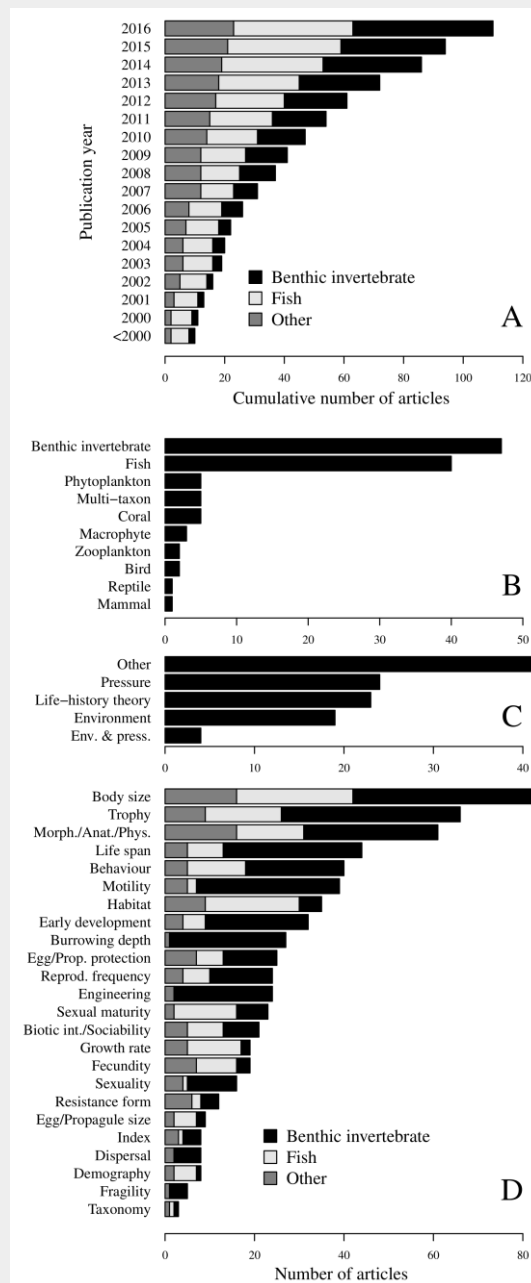 2016
2015
2014
2013
2012
2011
2010
2009
2008
2007
2006
2005
2004
2003
2002
2001
2000
<2000
Publication year
Benthic invertebrate
Fish
Other
A
0 20 40 60 80 100 120
Cumulative number of articles
Benthic invertebrate
Fish
Phytoplankton
Multi−taxon
Coral
Macrophyte
Zooplankton
Bird
Reptile
Mammal
B
0 10 20 30 40 50
Other
Pressure
Life−history theory
Environment
Env. & press.
C
0 10 20 30 40
Body size
Trophy
Morph./Anat./Phys.
Life span
Behaviour
Motility
Habitat
Early development
Burrowing depth
Egg/Prop. protection
Reprod. frequency
Engineering
Sexual maturity
Biotic int./Sociability
Growth rate
Fecundity
Sexuality
Resistance form
Egg/Propagule size
Index
Dispersal
Demography
Fragility
Taxonomy
Benthic invertebrate
Fish
Other
D
0 20 40 60 80
Number of articles